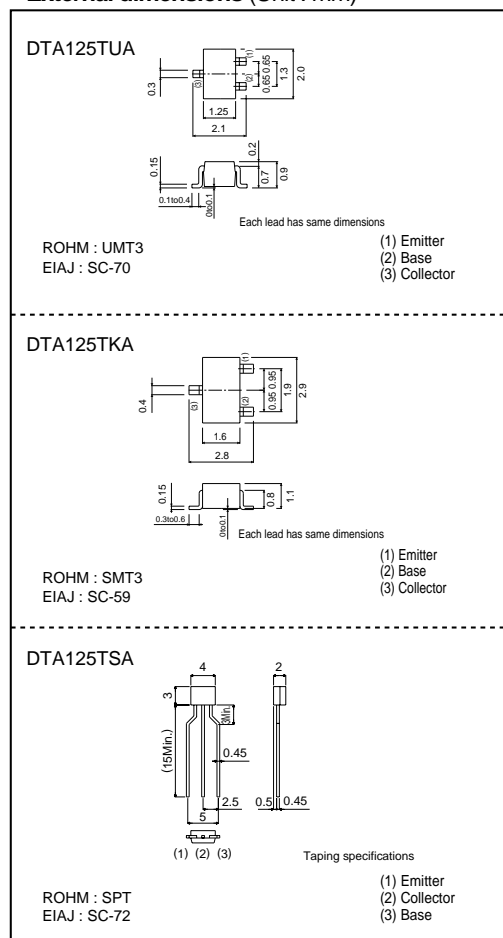 DTA125TUA
(1)
(2)
(3)
0.3
0.65 0.65
1.3
2.0
1.25
2.1
0.15
0.1to0.4
0to0.1
0.2
0.7
0.9
Each lead has same dimensions
ROHM : UMT3
EIAJ : SC-70
(1) Emitter
(2) Base
(3) Collector
DTA125TKA
(1)
(2)
(3)
0.4
0.95 0.95
1.9
2.9
1.6
2.8
0.15
0.3to0.6
0to0.1
0.8
1.1
Each lead has same dimensions
ROHM : SMT3
EIAJ : SC-59
(1) Emitter
(2) Base
(3) Collector
DTA125TSA
4
2
3
(15Min.)
3Min.
0.45
2.5
5
0.5
0.45
(1) (2) (3)
Taping specifications
ROHM : SPT
EIAJ : SC-72
(1) Emitter
(2) Collector
(3) Base